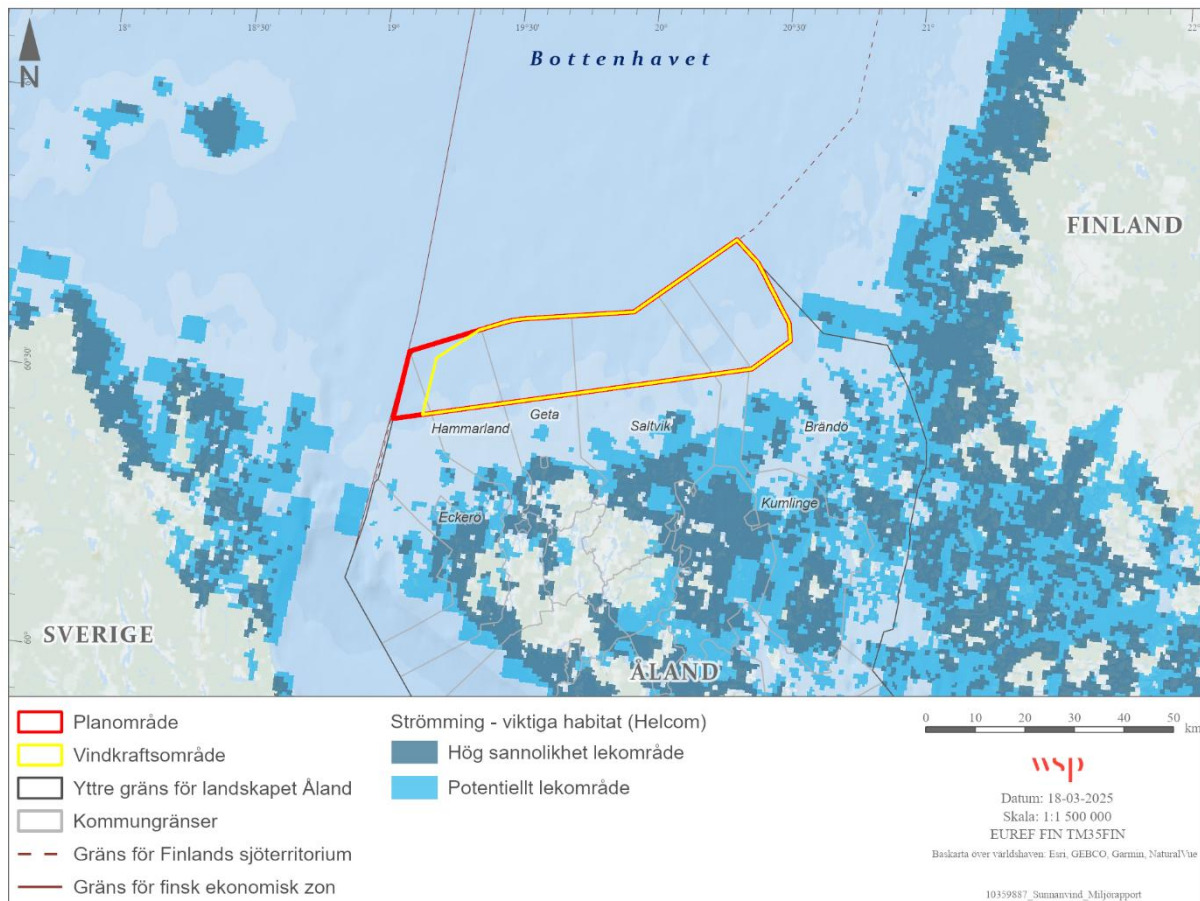 18°
18°30'
19°
19°30'
20°
20°30'
21°
N
Bottenhavet
FINLAND
60°30'
Hammarland
Geta
Saltvik
Brändö
Eckerö
Kumlinge
60°
SVERIGE
ÅLAND
Planområde
Vindkraftsområde
Yttre gräns för landskapet Åland
Kommungränser
Gräns för Finlands sjöterritorium
Gräns för finsk ekonomisk zon
Strömming - viktiga habitat (Helcom)
Hög sannolikhet lekområde
Potentiellt lekområde
0 10 20 30 40 50
km
wsp
Datum: 18-03-2025
Skala: 1:1 500 000
EUREF FIN TM35FIN
Baskarta över världshaven: Esri, GEBCO, Garmin, NaturalVue
10359887_Sunnanvind_Miljörapport